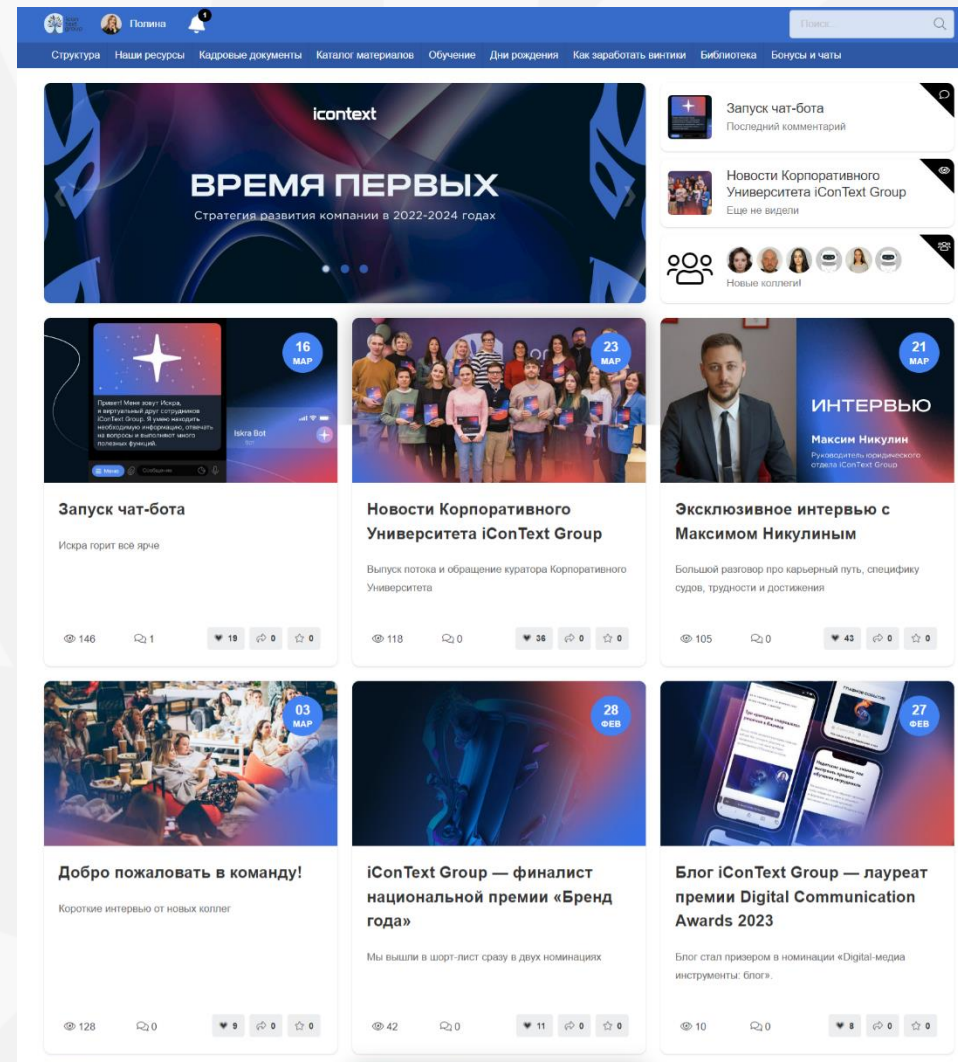 Полина
1
Поиск...
Структура Наши ресурсы Кадровые документы Каталог материалов Обучение Дни рождения Как заработать винтики Библиотека Бонусы и чаты
icontext
ВРЕМЯ ПЕРВЫХ
Стратегия развития компании в 2022-2024 годах
Запуск чат-бота
Последний комментарий
Новости Корпоративного
Университета iConText Group
Еще не видели
Новые коллеги!
16
МАР
Привет! Меня зовут Искра,
я виртуальный друг сотрудников
iConText Group. Я умею находить
необходимую информацию, отвечать
на вопросы и выполняют много
полезных функций.
Iskra Bot
Меню
Сообщение
Запуск чат-бота
Искра горит всё ярче
146 1 19 0 0
23
МАР
Новости Корпоративного
Университета iConText Group
Выпуск потока и обращение куратора Корпоративного
Университета
118 0 36 0 0
21
МАР
ИНТЕРВЬЮ
Максим Никулин
Руководитель юридического
отдела iConText Group
Эксклюзивное интервью с
Максимом Никулиным
Большой разговор про карьерный путь, специфику
судов, трудности и достижения
105 0 43 0 0
03
МАР
Добро пожаловать в команду!
Короткие интервью от новых коллег
128 0 9 0 0
28
ФЕВ
iConText Group — финалист
национальной премии «Бренд
года»
Мы вышли в шорт-лист сразу в двух номинациях
42 0 11 0 0
27
ФЕВ
Блог iConText Group — лауреат
премии Digital Communication
Awards 2023
Блог стал призером в номинации «Digital-медиа
инструменты: блог».
10 0 8 0 0